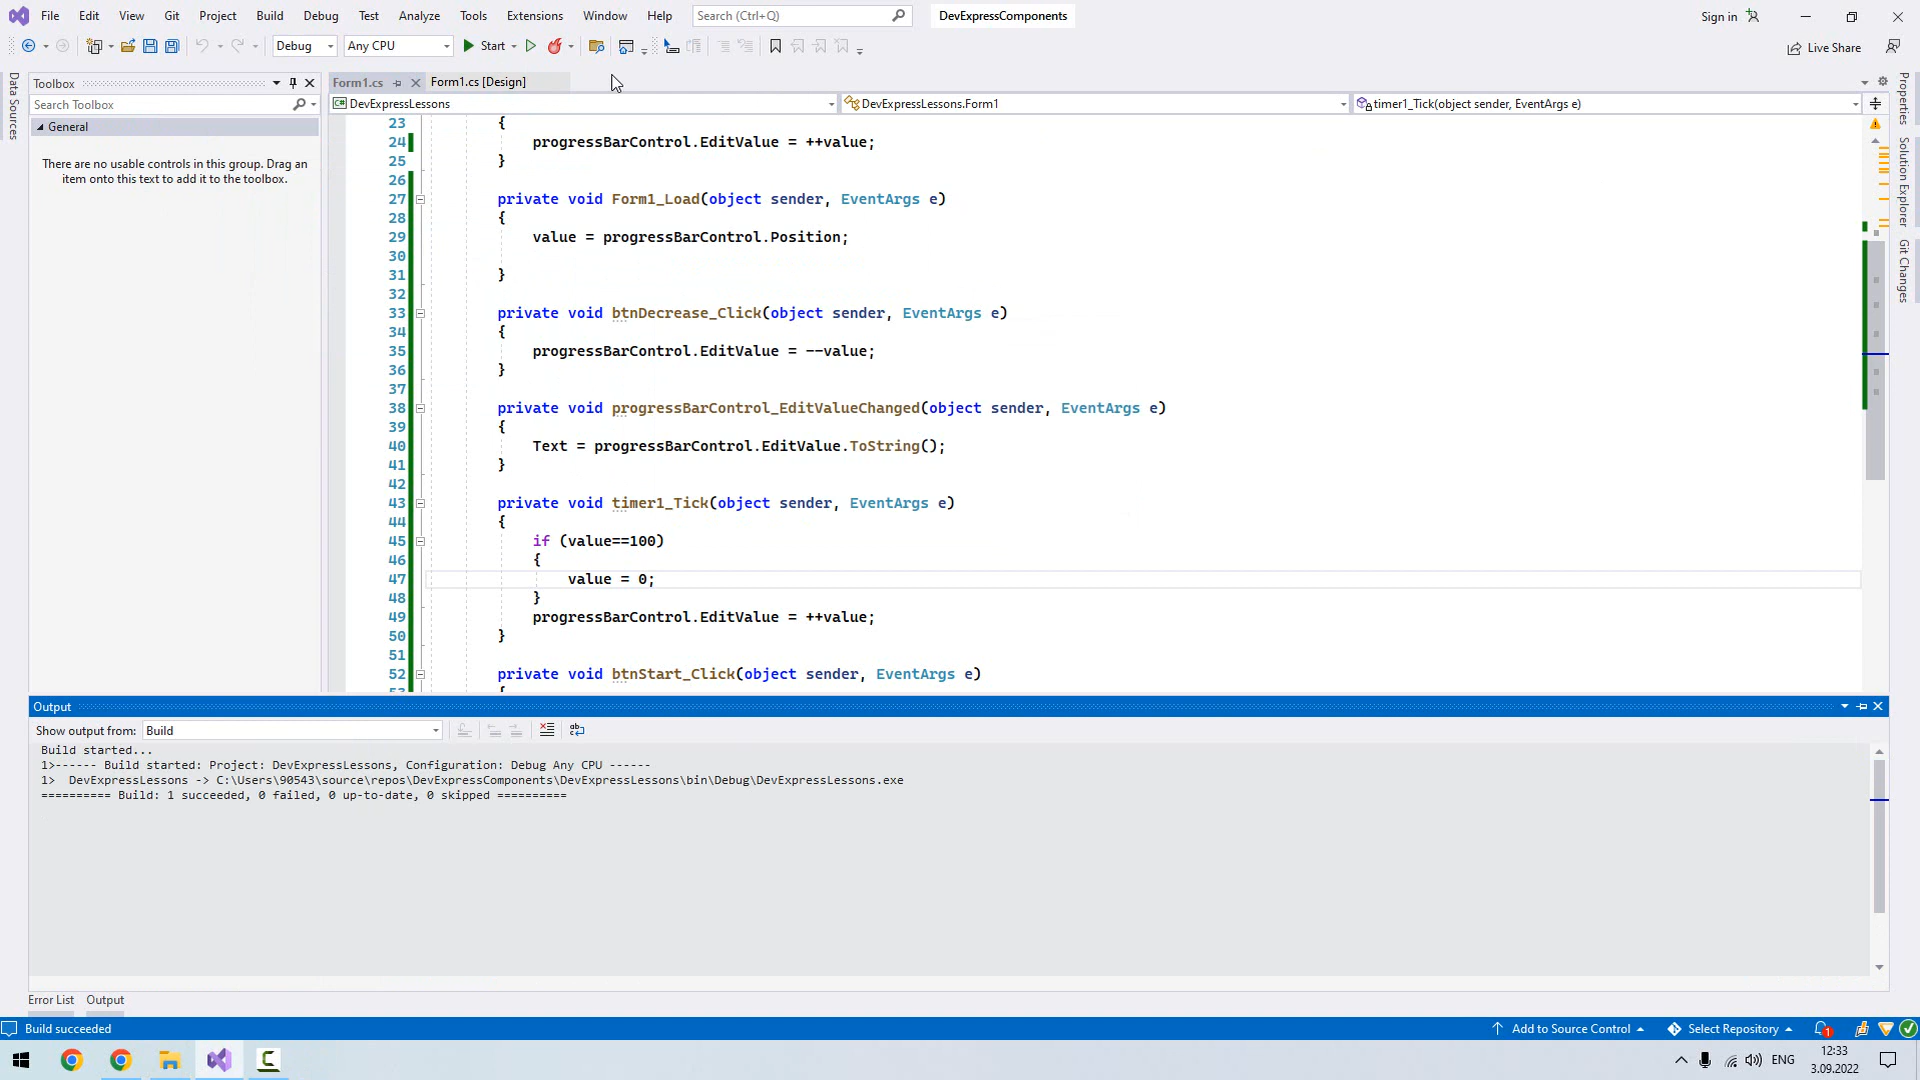 File Edit View Git Project Build Debug Test Analyze Tools Extensions Window Help Search (Ctrl+Q) DevExpressComponents Sign in
Debug Any CPU Start Live Share
Data Sources
Toolbox
Search Toolbox
General
There are no usable controls in this group. Drag an
item onto this text to add it to the toolbox.
Form1.cs Form1.cs [Design]
C# DevExpressLessons DevExpressLessons.Form1 timer1_Tick(object sender, EventArgs e)
23 {
24 progressBarControl.EditValue = ++value;
25 }
26
27 private void Form1_Load(object sender, EventArgs e)
28 {
29 value = progressBarControl.Position;
30
31 }
32
33 private void btnDecrease_Click(object sender, EventArgs e)
34 {
35 progressBarControl.EditValue = --value;
36 }
37
38 private void progressBarControl_EditValueChanged(object sender, EventArgs e)
39 {
40 Text = progressBarControl.EditValue.ToString();
41 }
42
43 private void timer1_Tick(object sender, EventArgs e)
44 {
45 if (value==100)
46 {
47 value = 0;
48 }
49 progressBarControl.EditValue = ++value;
50 }
51
52 private void btnStart_Click(object sender, EventArgs e)
53 {
Properties
Solution Explorer
Git Changes
Output
Show output from: Build
Build started...
1>------ Build started: Project: DevExpressLessons, Configuration: Debug Any CPU ------
1>  DevExpressLessons -> C:\Users\90543\source\repos\DevExpressComponents\DevExpressLessons\bin\Debug\DevExpressLessons.exe
========== Build: 1 succeeded, 0 failed, 0 up-to-date, 0 skipped ==========
Error List Output
Build succeeded Add to Source Control Select Repository 1
ENG 12:33
3.09.2022